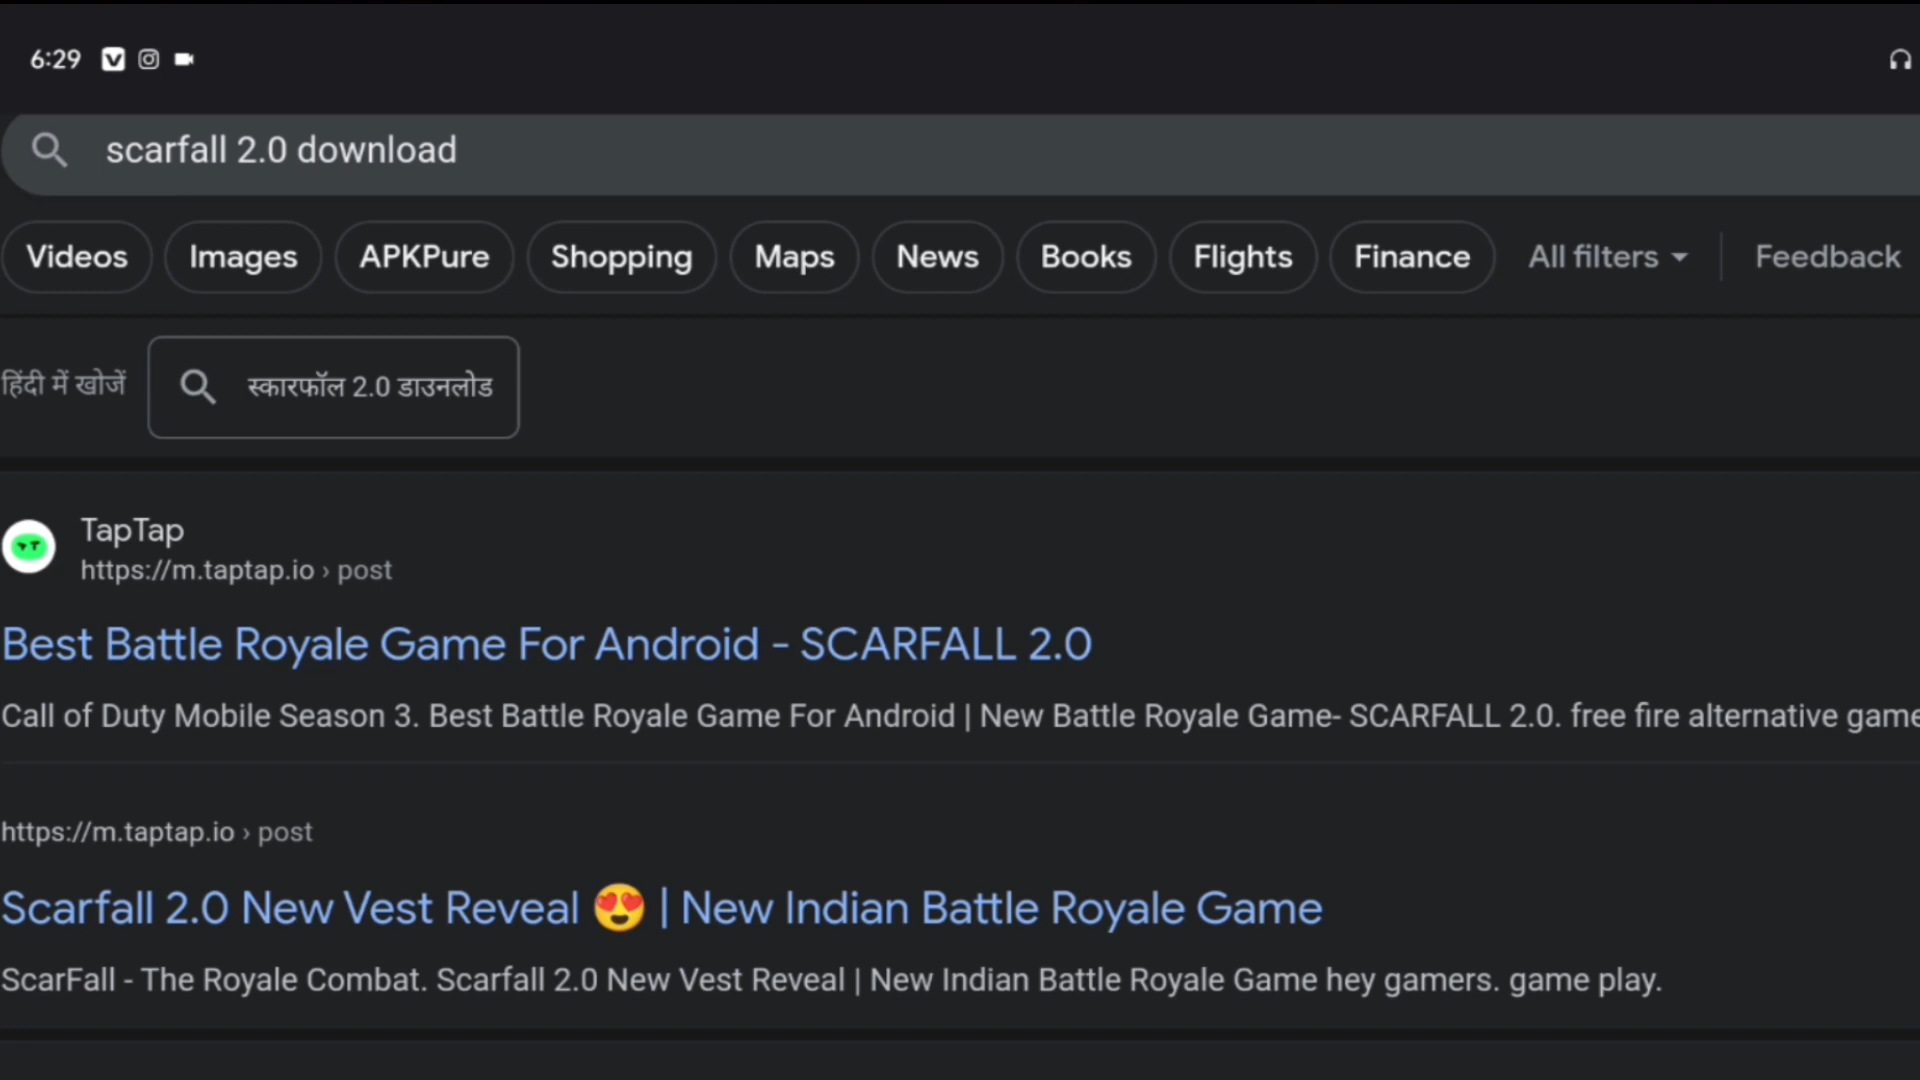 6:29
scarfall 2.0 download
Videos Images APKPure Shopping Maps News Books Flights Finance All filters Feedback
हिंदी में खोजें स्कारफॉल 2.0 डाउनलोड
TapTap
https://m.taptap.io › post
Best Battle Royale Game For Android - SCARFALL 2.0
Call of Duty Mobile Season 3. Best Battle Royale Game For Android | New Battle Royale Game- SCARFALL 2.0. free fire alternative game
https://m.taptap.io › post
Scarfall 2.0 New Vest Reveal 😍 | New Indian Battle Royale Game
ScarFall - The Royale Combat. Scarfall 2.0 New Vest Reveal | New Indian Battle Royale Game hey gamers. game play.